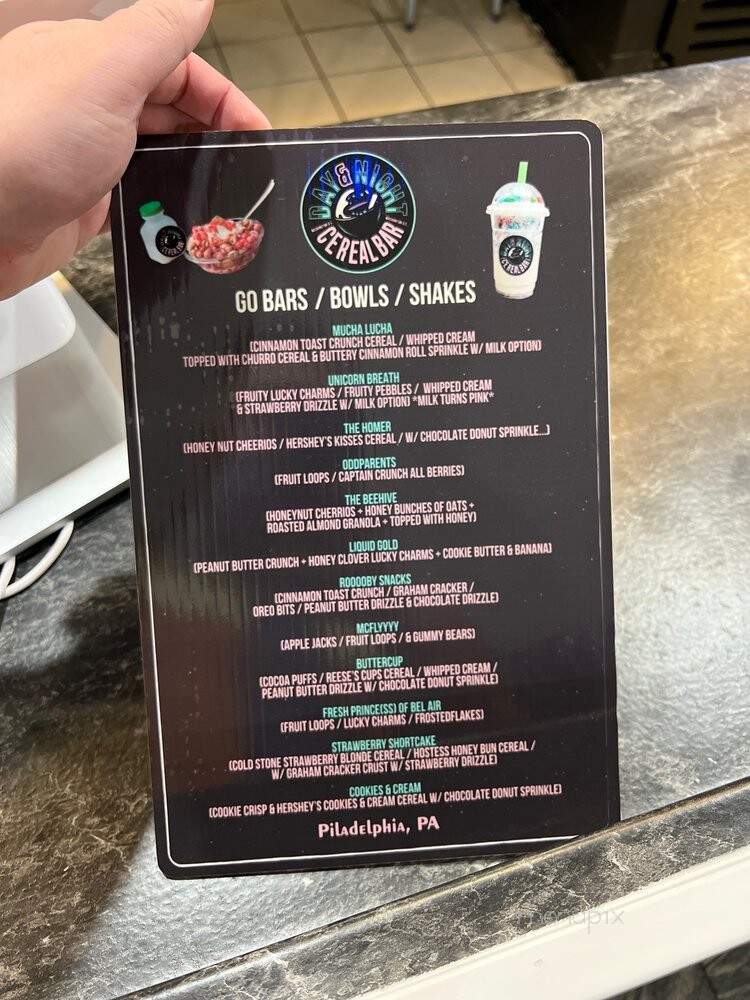 DAY & NIGHT
¡CEREAL BAR!
GO BARS / BOWLS / SHAKES
MUCHA LUCHA
(CINNAMON TOAST CRUNCH CEREAL / WHIPPED CREAM
TOPPED WITH CHURRO CEREAL & BUTTERY CINNAMON ROLL SPRINKLE W/ MILK OPTION)
UNICORN BREATH
(FRUITY LUCKY CHARMS / FRUITY PEBBLES / WHIPPED CREAM
& STRAWBERRY DRIZZLE W/ MILK OPTION) *MILK TURNS PINK*
THE HOMER
(HONEY NUT CHEERIOS / HERSHEY'S KISSES CEREAL / W/ CHOCOLATE DONUT SPRINKLE...)
ODDPARENTS
(FRUIT LOOPS / CAPTAIN CRUNCH ALL BERRIES)
THE BEEHIVE
(HONEYNUT CHERRIOS + HONEY BUNCHES OF OATS +
ROASTED ALMOND GRANOLA + TOPPED WITH HONEY)
LIQUID GOLD
(PEANUT BUTTER CRUNCH + HONEY CLOVER LUCKY CHARMS + COOKIE BUTTER & BANANA)
ROOOOBY SNACKS
(CINNAMON TOAST CRUNCH / GRAHAM CRACKER /
OREO BITS / PEANUT BUTTER DRIZZLE & CHOCOLATE DRIZZLE)
MCFLYYYY
(APPLE JACKS / FRUIT LOOPS / & GUMMY BEARS)
BUTTERCUP
(COCOA PUFFS / REESE'S CUPS CEREAL / WHIPPED CREAM /
PEANUT BUTTER DRIZZLE W/ CHOCOLATE DONUT SPRINKLE)
FRESH PRINCE(SS) OF BEL AIR
(FRUIT LOOPS / LUCKY CHARMS / FROSTEDFLAKES)
STRAWBERRY SHORTCAKE
(COLD STONE STRAWBERRY BLONDE CEREAL / HOSTESS HONEY BUN CEREAL /
W/ GRAHAM CRACKER CRUST W/ STRAWBERRY DRIZZLE)
COOKIES & CREAM
(COOKIE CRISP & HERSHEY'S COOKIES & CREAM CEREAL W/ CHOCOLATE DONUT SPRINKLE)
Piladelphia, PA
menupix